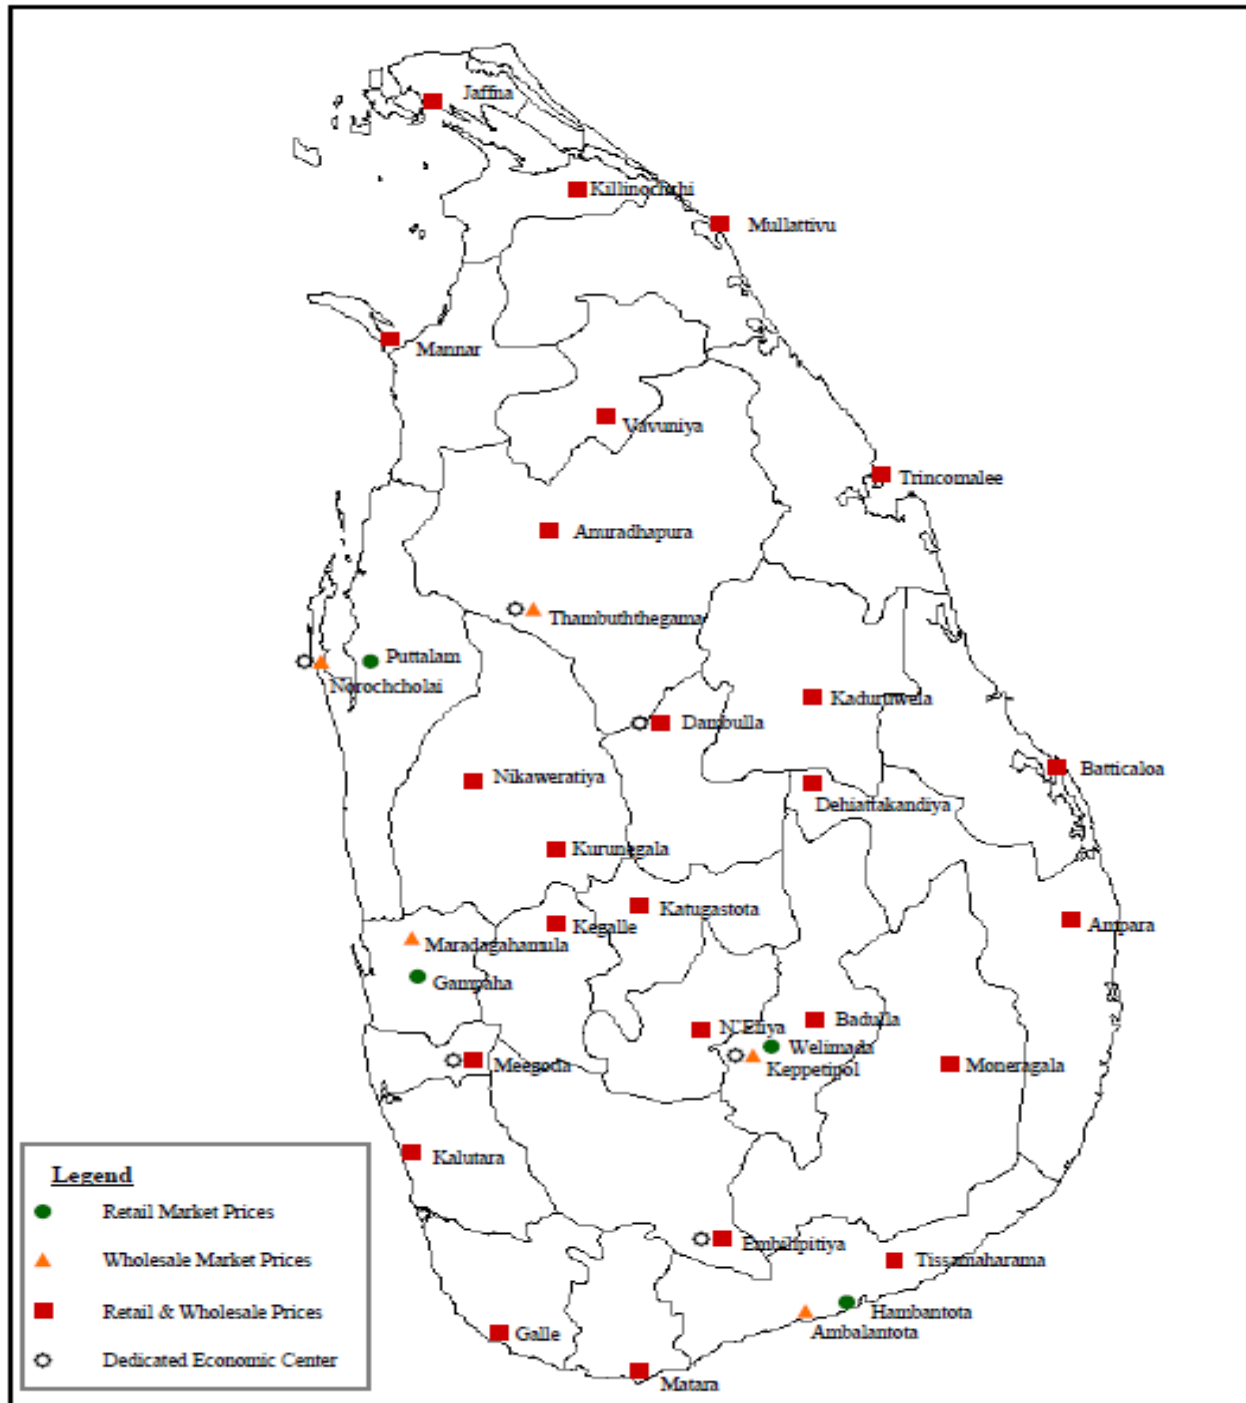 Jaffna
Killinochchi
Mullattivu
Mannar
Vavuniya
Trincomalee
Anuradhapura
Thambuththegama
Puttalam
Norochcholai
Kaduruwela
Dambulla
Batticaloa
Nikaweratiya
Dehiattakandiya
Kurunegala
Katugastota
Kegalle
Ampara
Maradagahamula
Gampaha
Badulla
N`Eliya
Welimada
Keppetipol
Meegoda
Moneragala
Kalutara
Legend
Retail Market Prices
Wholesale Market Prices
Retail & Wholesale Prices
Dedicated Economic Center
Embilipitiya
Tissamaharama
Hambantota
Ambalantota
Galle
Matara